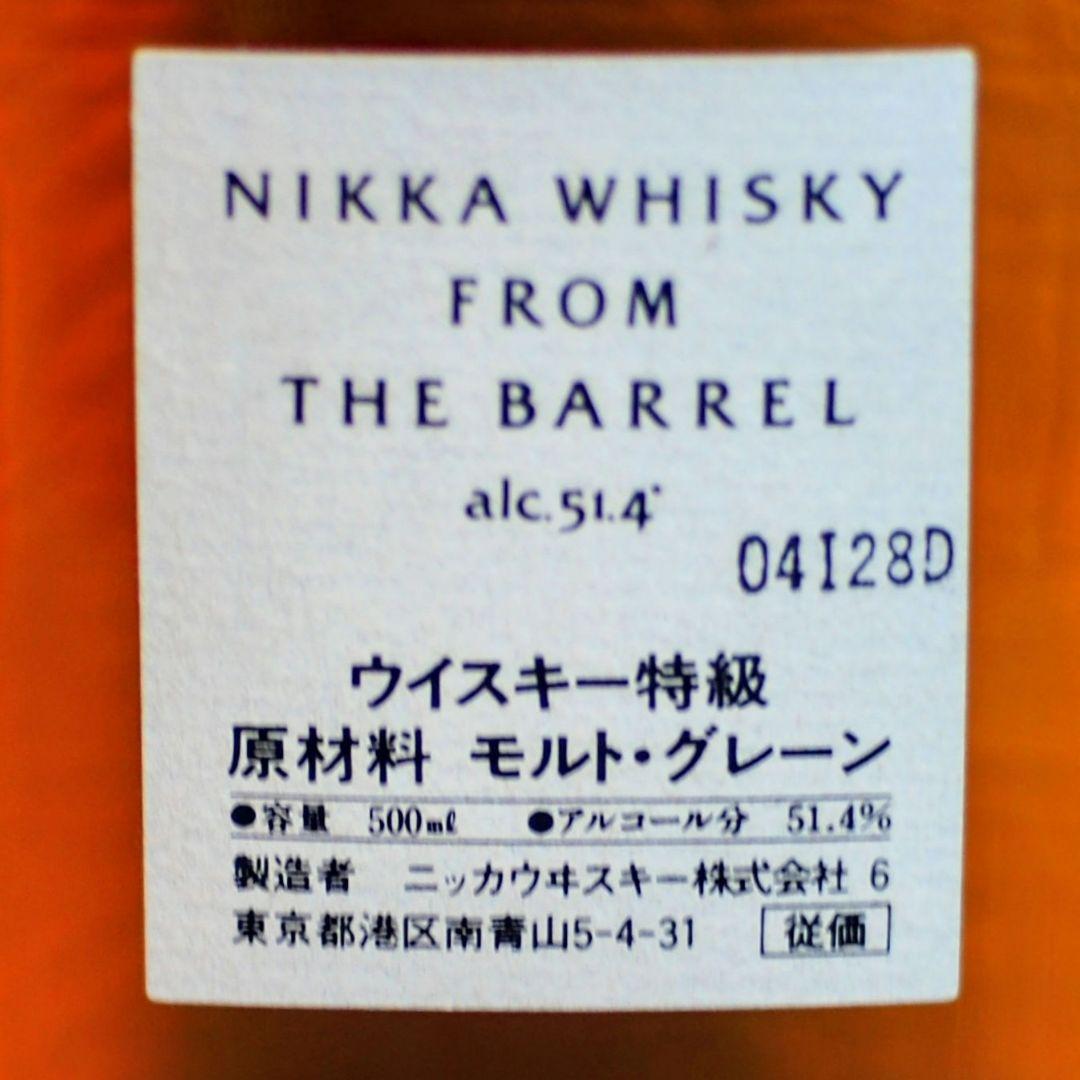 NIKKA WHISKY
FROM
THE BARREL
alc.51.4°
04I28D
ウイスキー特級
原材料 モルト・グレーン
●容量 500mℓ ●アルコール分 51.4%
製造者 ニッカウヰスキー株式会社 6
東京都港区南青山5-4-31 従価